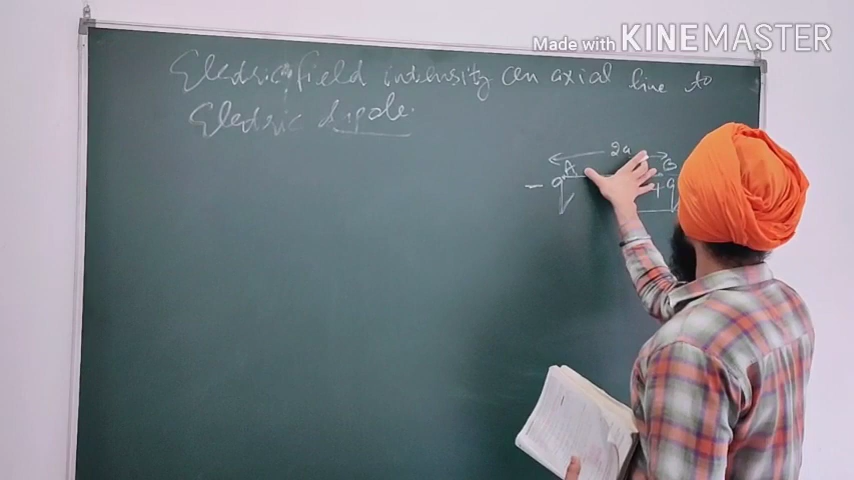 Made with KINEMASTER
Electric field intensity on axial line to
Electric dipole.
2a
A B
-q +q